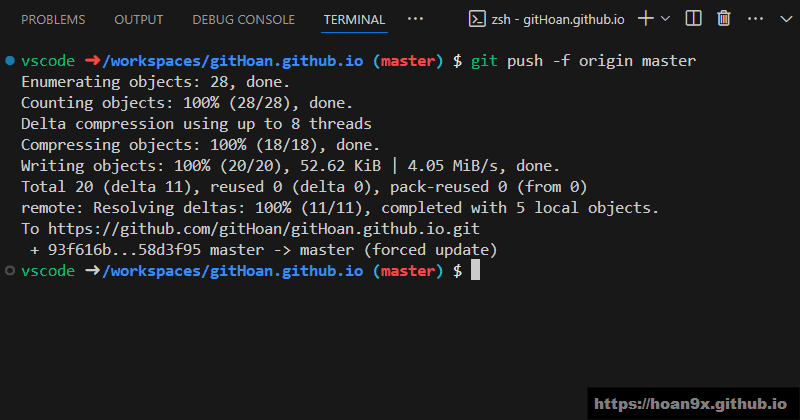 PROBLEMS OUTPUT DEBUG CONSOLE TERMINAL ··· zsh - gitHoan.github.io
vscode ➜ /workspaces/gitHoan.github.io (master) $ git push -f origin master
Enumerating objects: 28, done.
Counting objects: 100% (28/28), done.
Delta compression using up to 8 threads
Compressing objects: 100% (18/18), done.
Writing objects: 100% (20/20), 52.62 KiB | 4.05 MiB/s, done.
Total 20 (delta 11), reused 0 (delta 0), pack-reused 0 (from 0)
remote: Resolving deltas: 100% (11/11), completed with 5 local objects.
To https://github.com/gitHoan/gitHoan.github.io.git
 + 93f616b...58d3f95 master -> master (forced update)
vscode ➜ /workspaces/gitHoan.github.io (master) $
https://hoan9x.github.io